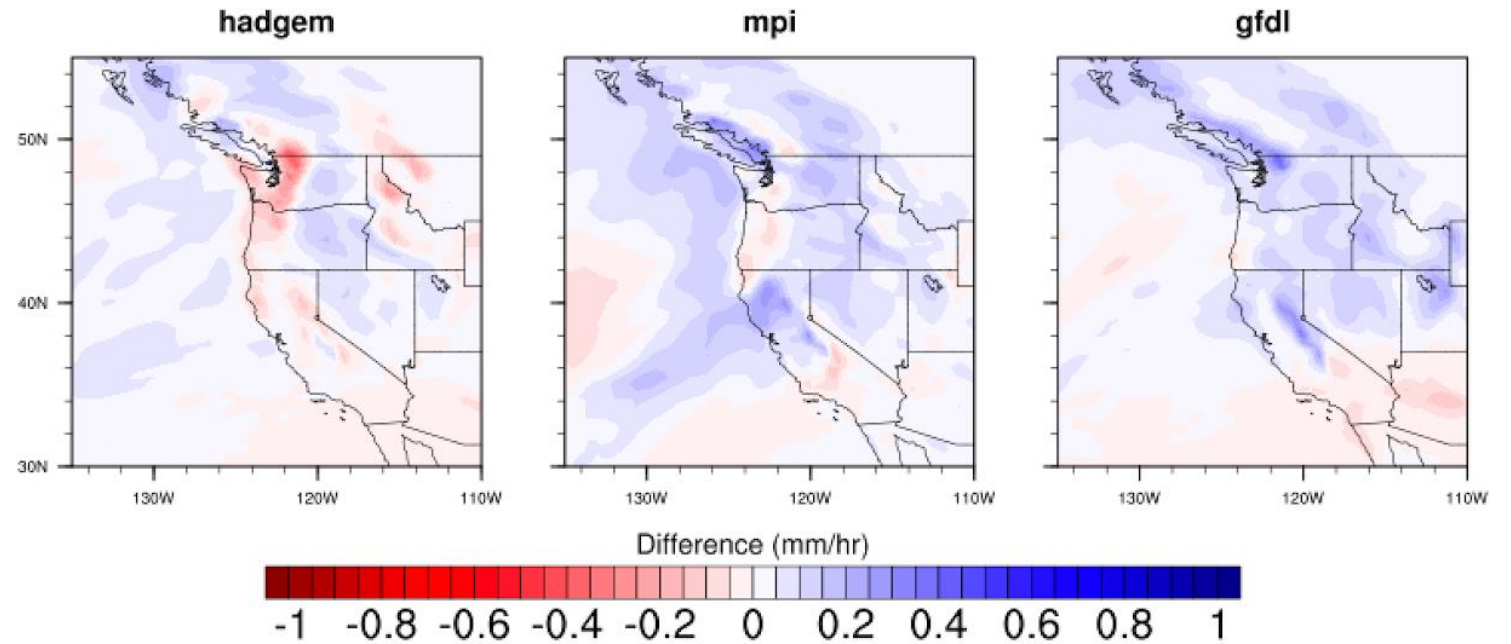 hadgem mpi gfdl
50N
40N
30N
130W 120W 110W 130W 120W 110W 130W 120W 110W
Difference (mm/hr)
-1 -0.8 -0.6 -0.4 -0.2 0 0.2 0.4 0.6 0.8 1